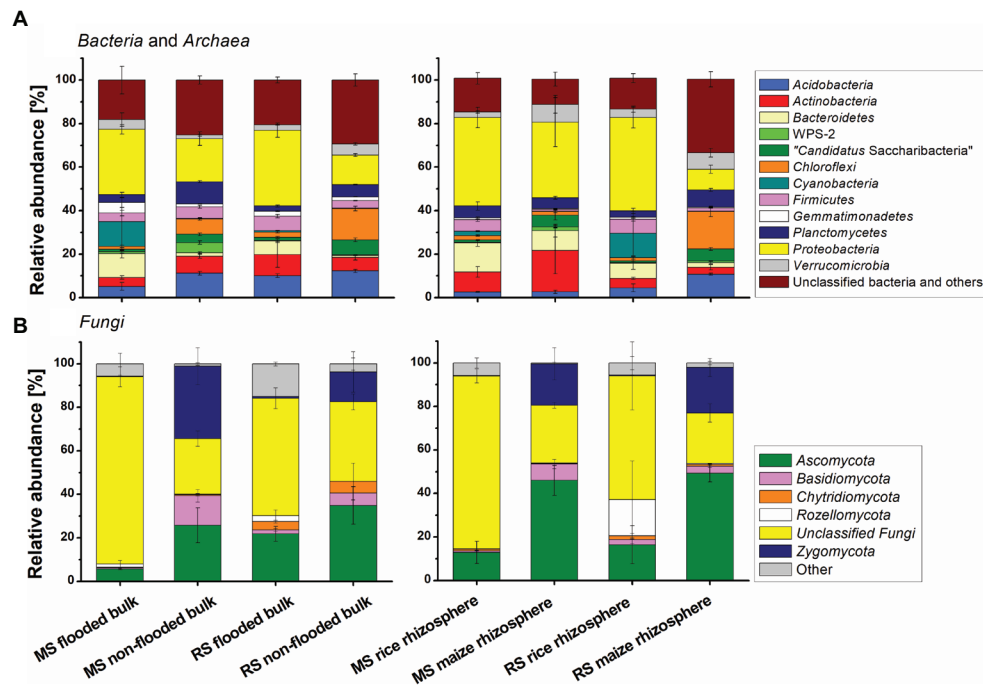 A
Bacteria and Archaea
Relative abundance [%]
100
80
60
40
20
0
Acidobacteria
Actinobacteria
Bacteroidetes
WPS-2
"Candidatus Saccharibacteria"
Chloroflexi
Cyanobacteria
Firmicutes
Gemmatimonadetes
Planctomycetes
Proteobacteria
Verrucomicrobia
Unclassified bacteria and others
100
80
60
40
20
0
B
Fungi
Relative abundance [%]
100
80
60
40
20
0
100
80
60
40
20
0
Ascomycota
Basidiomycota
Chytridiomycota
Rozellomycota
Unclassified Fungi
Zygomycota
Other
MS flooded bulk
MS non-flooded bulk
RS flooded bulk
RS non-flooded bulk
MS rice rhizosphere
MS maize rhizosphere
RS rice rhizosphere
RS maize rhizosphere